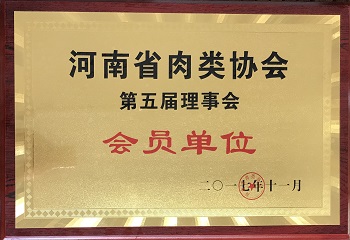 河南省肉类协会
第五届理事会
会员单位
二〇一七年十一月